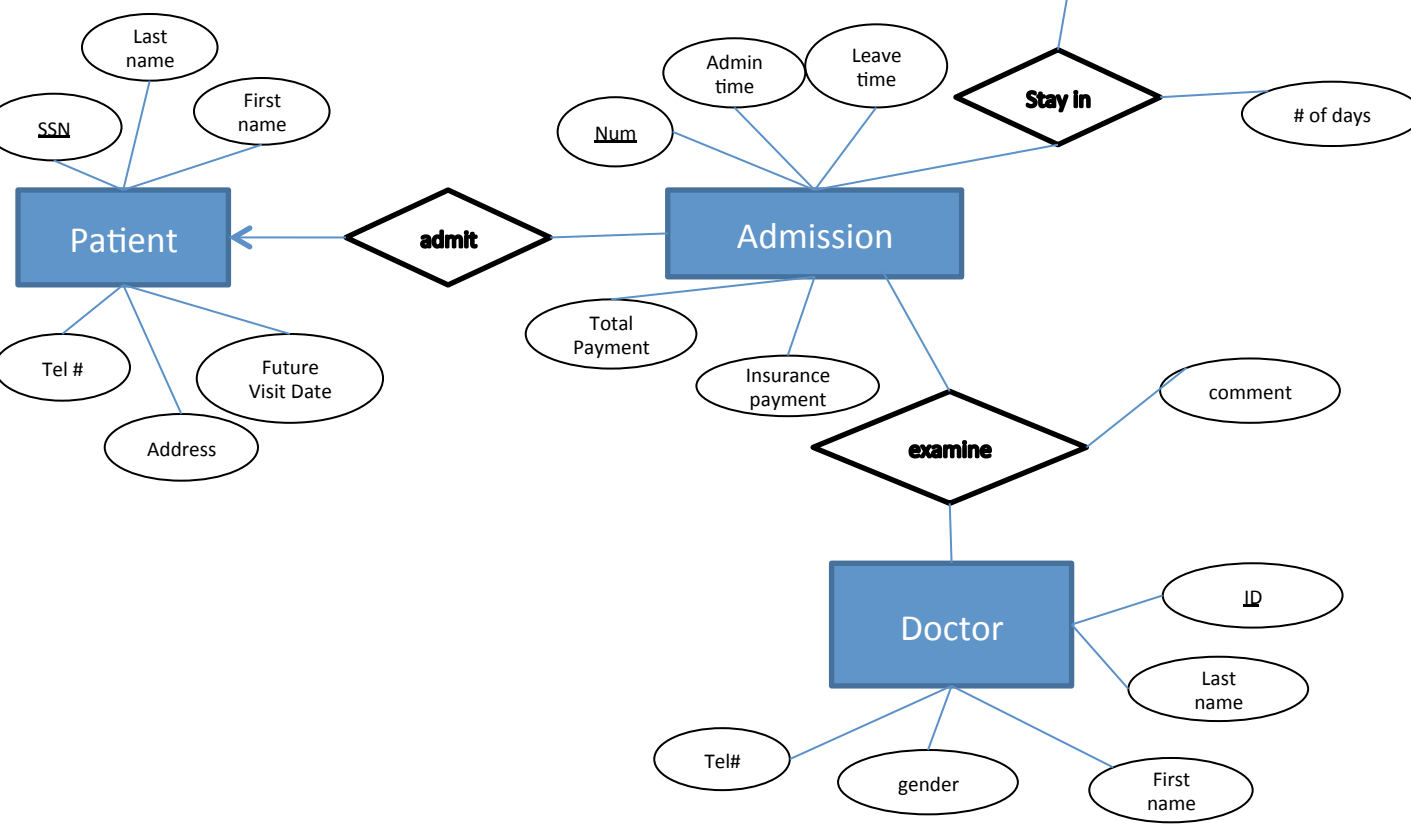 Last
name
First
name
SSN
Patient
Tel #
Address
Future
Visit Date
admit
Num
Admin
time
Leave
time
Stay in
# of days
Admission
Total
Payment
Insurance
payment
examine
comment
Doctor
ID
Last
name
Tel#
gender
First
name